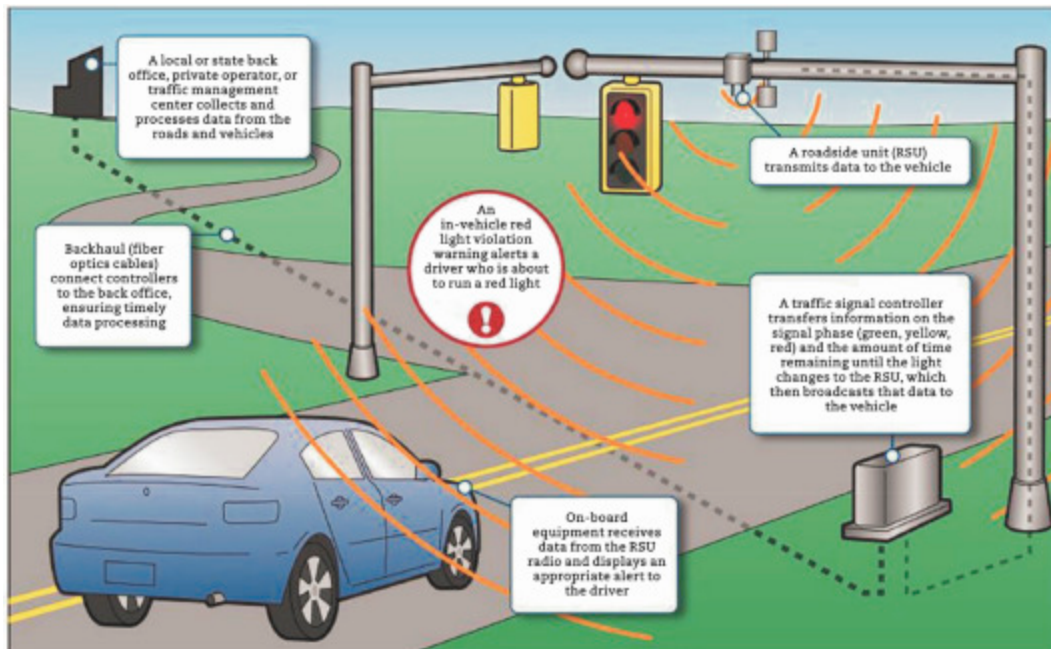 A local or state back
office, private operator, or
traffic management
center collects and
processes data from the
roads and vehicles
A roadside unit (RSU)
transmits data to the vehicle
An
in-vehicle red
light violation
warning alerts a
driver who is about
to run a red light
Backhaul (fiber
optics cables)
connect controllers
to the back office,
ensuring timely
data processing
A traffic signal controller
transfers information on the
signal phase (green, yellow,
red) and the amount of time
remaining until the light
changes to the RSU, which
then broadcasts that data to
the vehicle
On-board
equipment receives
data from the RSU
radio and displays an
appropriate alert to
the driver